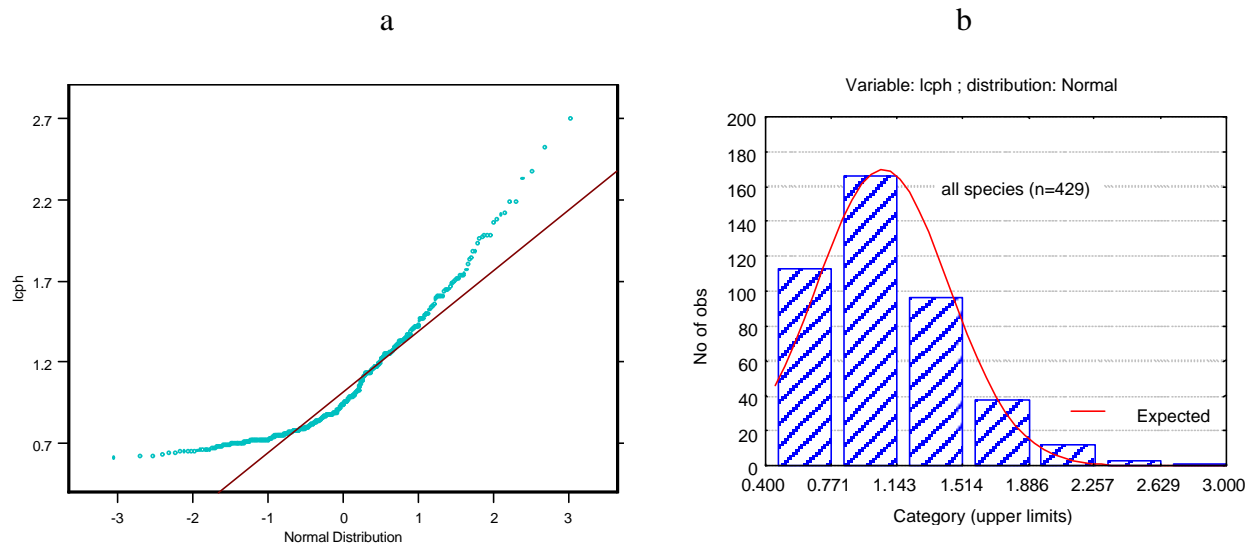 a
b
lcph
2.7
2.2
1.7
1.2
0.7
-3 -2 -1 0 1 2 3
Normal Distribution
Variable: lcph ; distribution: Normal
No of obs
200
180
160
140
120
100
80
60
40
20
0
all species (n=429)
Expected
0.400 0.771 1.143 1.514 1.886 2.257 2.629 3.000
Category (upper limits)